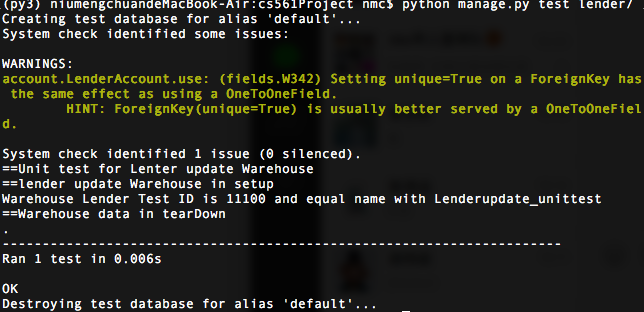 (py3) niumengchuandeMacBook-Air:cs561Project nmc$ python manage.py test lender/
Creating test database for alias 'default'...
System check identified some issues:
WARNINGS:
account.LenderAccount.use: (fields.W342) Setting unique=True on a ForeignKey has
the same effect as using a OneToOneField.
HINT: ForeignKey(unique=True) is usually better served by a OneToOneFiel
d.
System check identified 1 issue (0 silenced).
==Unit test for Lenter update Warehouse
==lender update Warehouse in setup
Warehouse Lender Test ID is 11100 and equal name with Lenderupdate_unittest
==Warehouse data in tearDown
.
----------------------------------------------------------------------
Ran 1 test in 0.006s
OK
Destroying test database for alias 'default'...